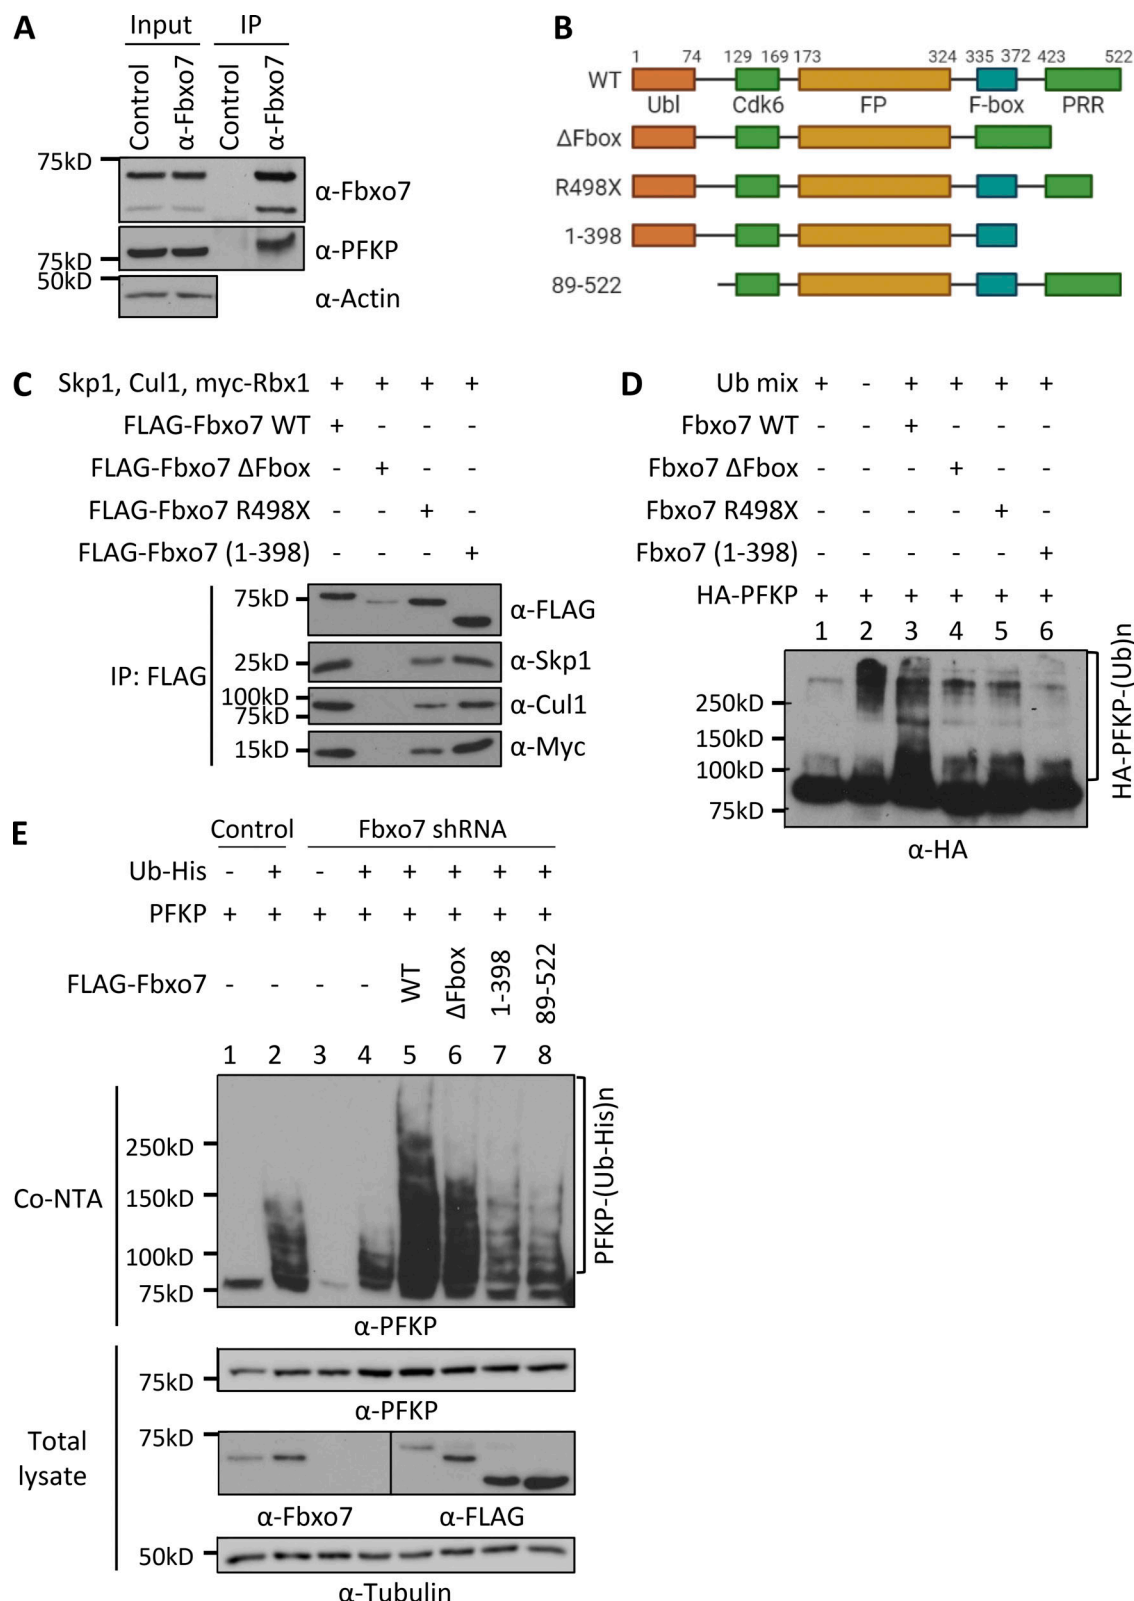 A
Input IP
Control
α-Fbxo7
Control
α-Fbxo7
75kD
α-Fbxo7
75kD
α-PFKP
50kD
α-Actin
B
1 74 129 169 173 324 335 372 423 522
WT
Ubl Cdk6 FP F-box PRR
ΔFbox
R498X
1-398
89-522
C
Skp1, Cul1, myc-Rbx1 + + + +
FLAG-Fbxo7 WT + - - -
FLAG-Fbxo7 ΔFbox - + - -
FLAG-Fbxo7 R498X - - + -
FLAG-Fbxo7 (1-398) - - - +
IP: FLAG
75kD α-FLAG
25kD α-Skp1
100kD
75kD α-Cul1
15kD α-Myc
D
Ub mix + - + + + +
Fbxo7 WT - - + - - -
Fbxo7 ΔFbox - - - + - -
Fbxo7 R498X - - - - + -
Fbxo7 (1-398) - - - - - +
HA-PFKP + + + + + +
1 2 3 4 5 6
250kD
150kD
100kD
75kD
HA-PFKP-(Ub)n
α-HA
E
Control Fbxo7 shRNA
Ub-His - + - + + + + +
PFKP + + + + + + + +
FLAG-Fbxo7 - - - - WT ΔFbox 1-398 89-522
1 2 3 4 5 6 7 8
Co-NTA
250kD
150kD
100kD
75kD
PFKP-(Ub-His)n
α-PFKP
Total
lysate
75kD
α-PFKP
75kD
α-Fbxo7 α-FLAG
50kD
α-Tubulin